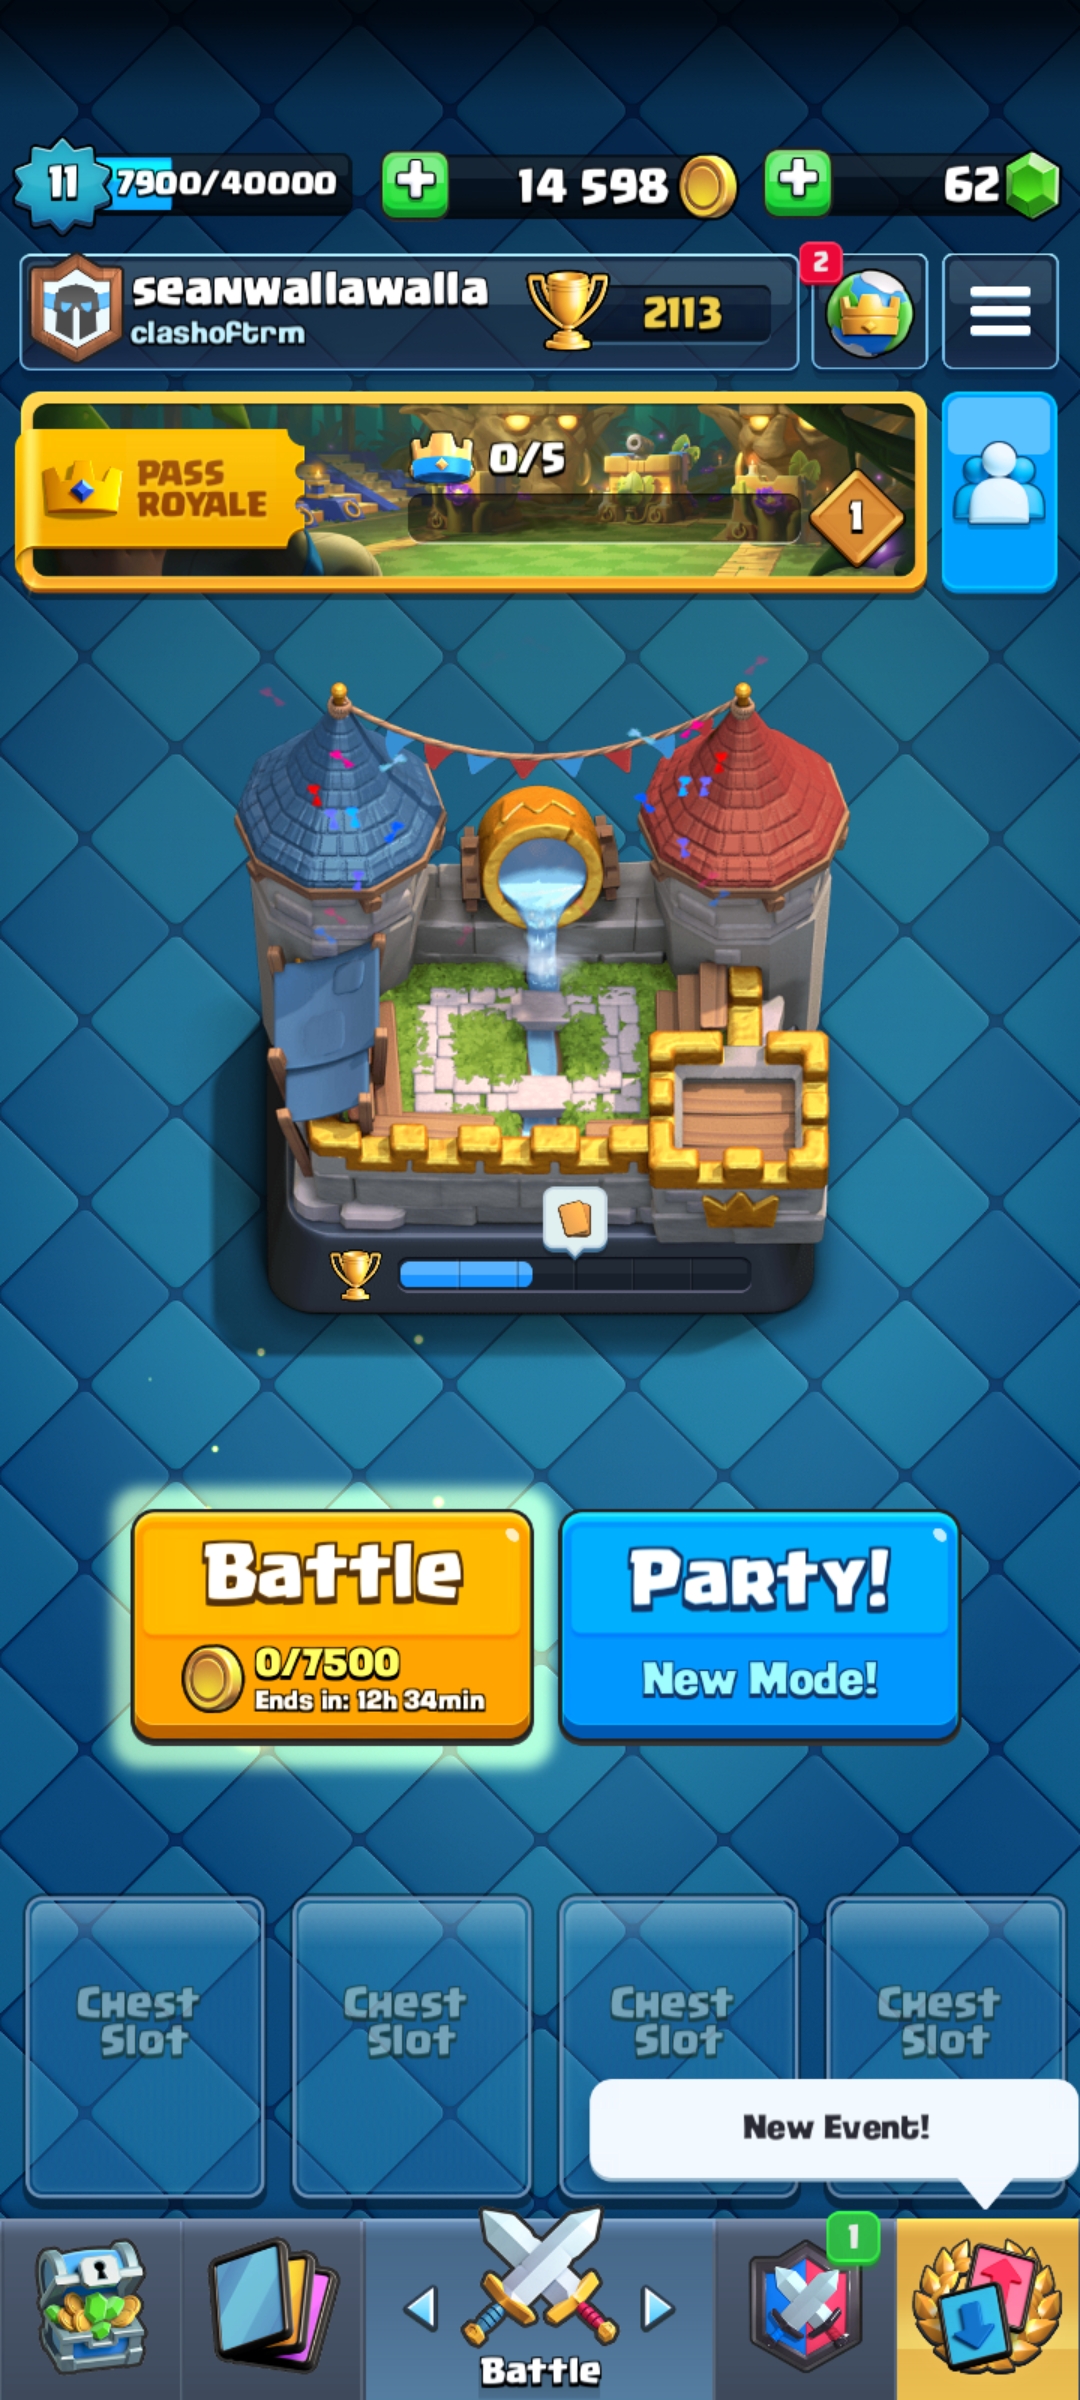 11
7900/40000
14 598
62
seanwallawalla
clashoftrm
2113
2
PASS
ROYALE
0/5
1
Battle
0/7500
Ends in: 12h 34min
Party!
New Mode!
Chest
Slot
Chest
Slot
Chest
Slot
Chest
Slot
New Event!
1
Battle